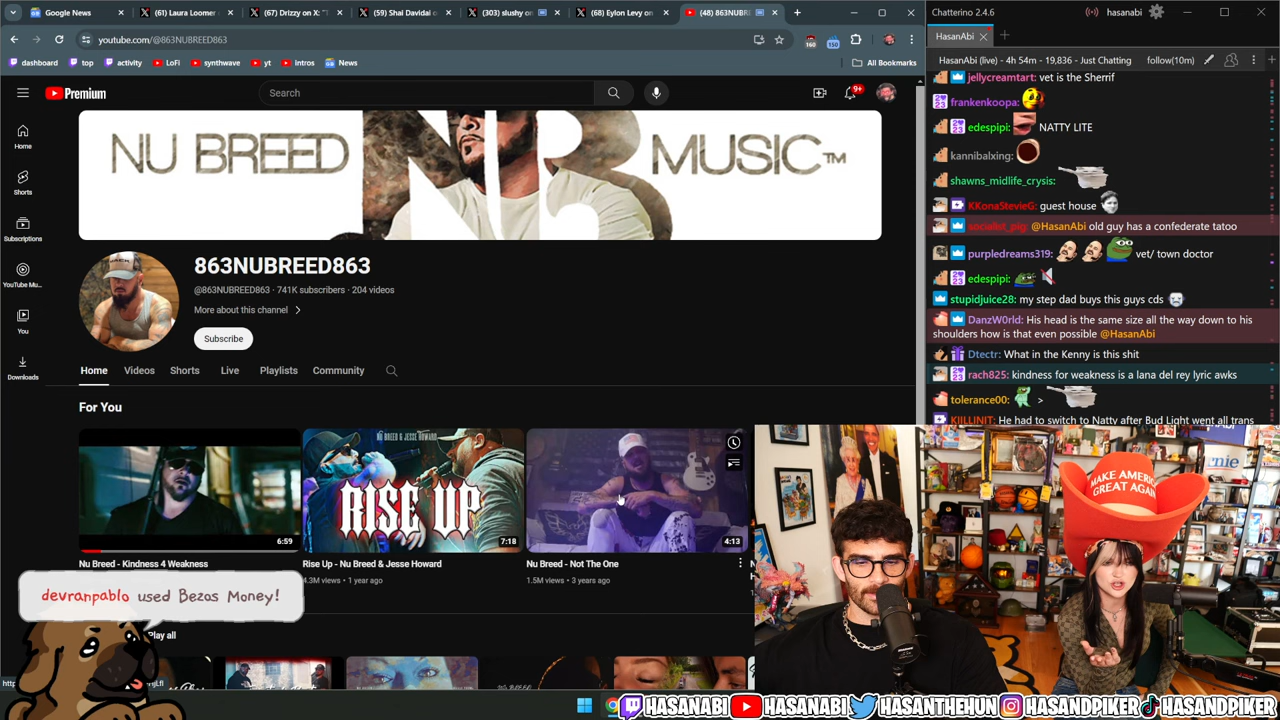 Google News
(61) Laura Loomer
(67) Drizzy on X: "
(59) Shai Davidai
(303) slushy on
(68) Eylon Levy on
(48) 863NUBREED
youtube.com/@863NUBREED863
160
150
dashboard
top
activity
LoFi
synthwave
yt
intros
News
All Bookmarks
Premium
Search
9+
Home
Shorts
Subscriptions
YouTube Mu...
You
Downloads
NU BREED
NB
MUSIC™
863NUBREED863
@863NUBREED863 · 741K subscribers · 204 videos
More about this channel
Subscribe
Home Videos Shorts Live Playlists Community
For You
6:59
RISE UP
NU BREED & JESSE HOWARD
7:18
4:13
Nu Breed - Kindness 4 Weakness
Rise Up - Nu Breed & Jesse Howard
4.3M views • 1 year ago
Nu Breed - Not The One
1.5M views • 3 years ago
devranpablo used Bezos Money!
Play all
Chatterino 2.4.6
hasanabi
HasanAbi
HasanAbi (live) - 4h 54m - 19,836 - Just Chatting
follow(10m)
jellycreamtart: vet is the Sherrif
frankenkoopa:
edespipi: NATTY LITE
kannibalxing:
shawns_midlife_crysis:
KKonaStevieG: guest house
socialist_pig: @HasanAbi old guy has a confederate tatoo
purpledreams319: vet/ town doctor
edespipi:
stupidjuice28: my step dad buys this guys cds
DanzW0rld: His head is the same size all the way down to his
shoulders how is that even possible @HasanAbi
Dtectr: What in the Kenny is this shit
rach825: kindness for weakness is a lana del rey lyric awks
tolerance00: >
KIILLINIT: He had to switch to Natty after Bud Light went all trans
MAKE AMERICA
GREAT AGAIN
HASANABI
HASANABI
HASANTHEHUN
HASANDPIKER
HASANDPIKER